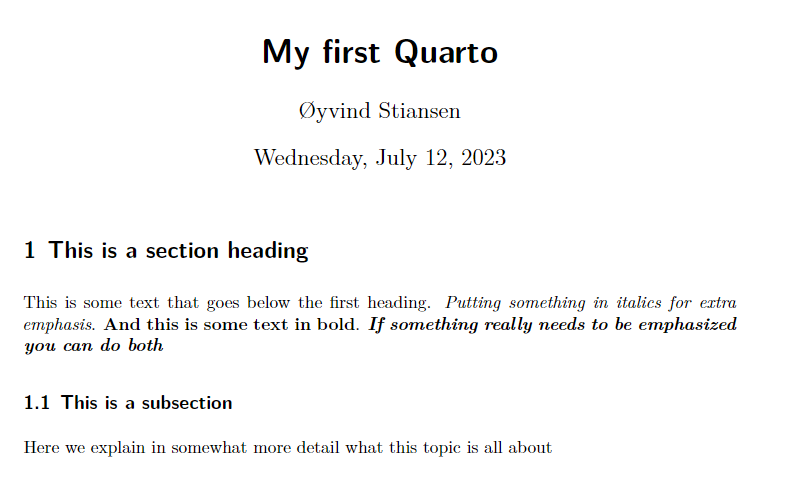 My first Quarto
Øyvind Stiansen
Wednesday, July 12, 2023
1 This is a section heading
This is some text that goes below the first heading. Putting something in italics for extra
emphasis. And this is some text in bold. If something really needs to be emphasized
you can do both
1.1 This is a subsection
Here we explain in somewhat more detail what this topic is all about